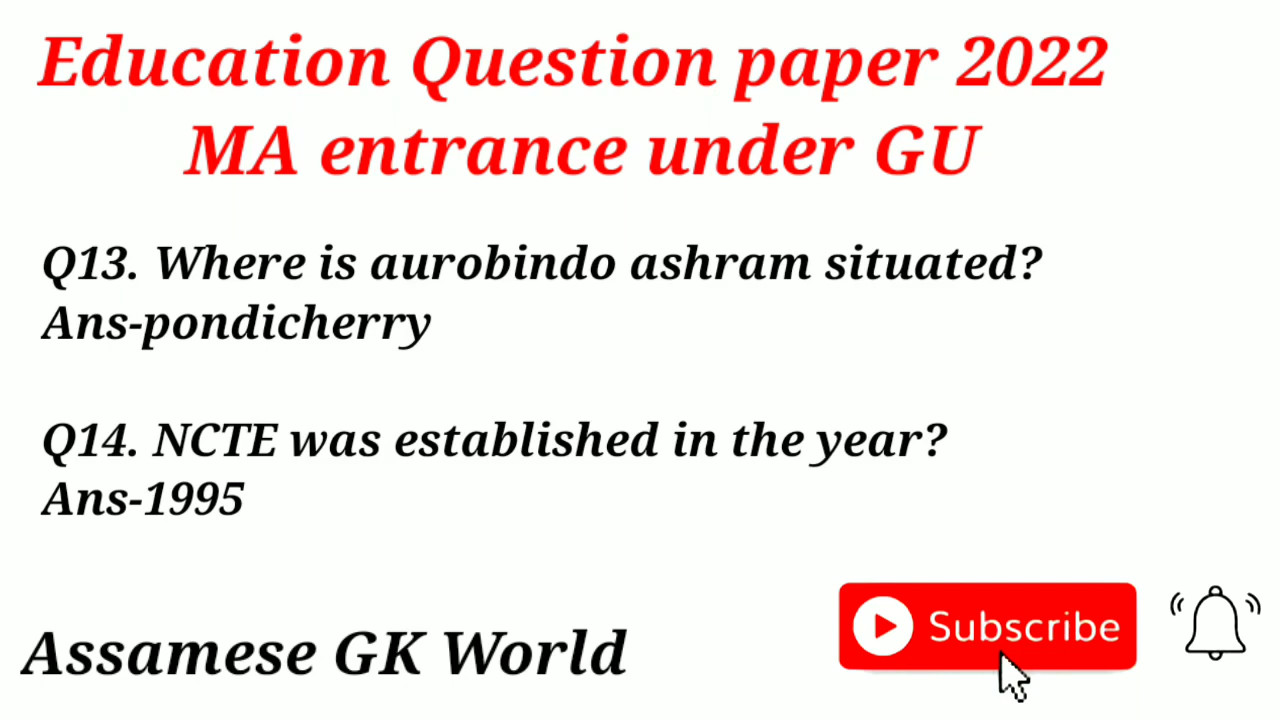 Education Question paper 2022
MA entrance under GU
Q13. Where is aurobindo ashram situated?
Ans-pondicherry
Q14. NCTE was established in the year?
Ans-1995
Subscribe
Assamese GK World